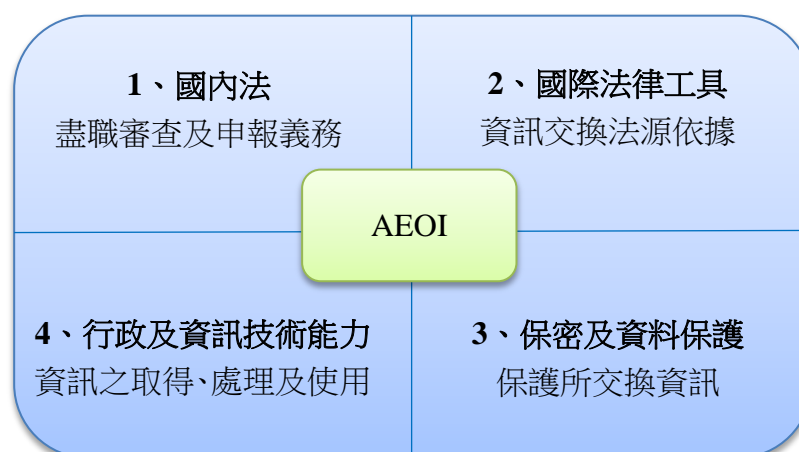 1、國內法
盡職審查及申報義務
2、國際法律工具
資訊交換法源依據
AEOI
4、行政及資訊技術能力
資訊之取得、處理及使用
3、保密及資料保護
保護所交換資訊